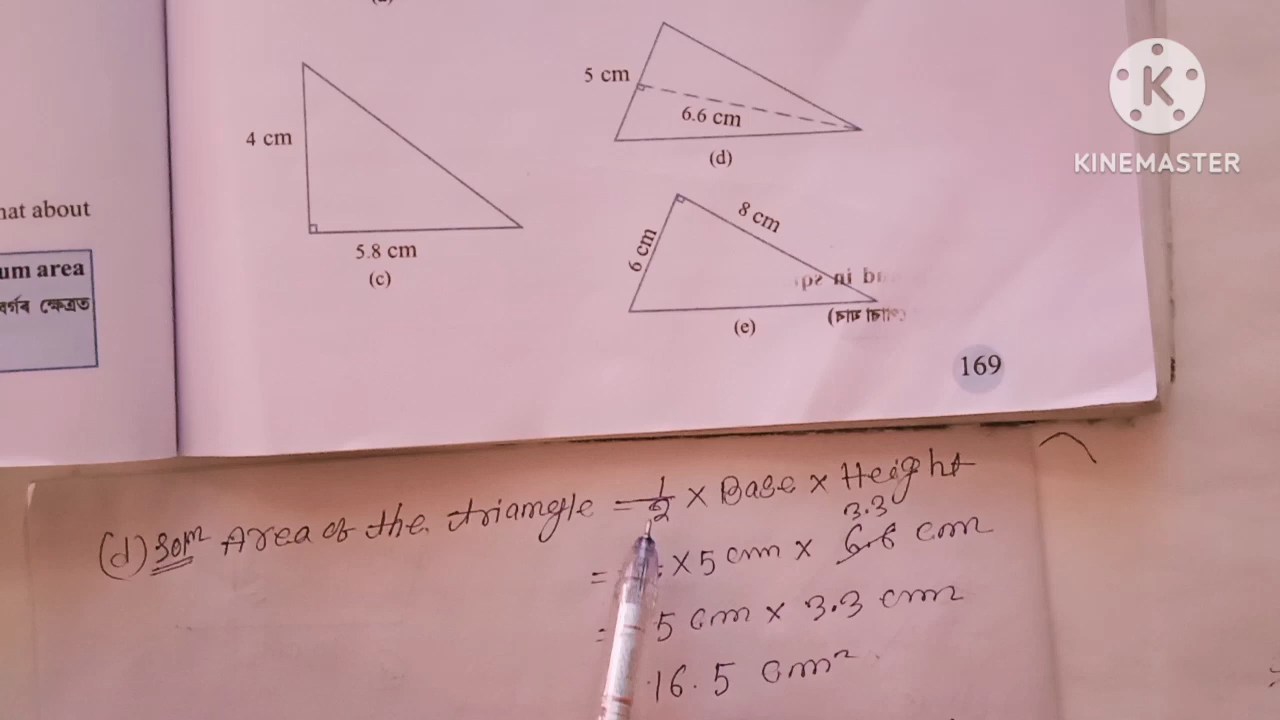 5 cm
6.6 cm
(d)
4 cm
5.8 cm
(c)
6 cm
8 cm
(e)
hat about
um area
বৰ্গৰ ক্ষেত্ৰত
169
KINEMASTER
(d) Area of the triangle = 1/2 × Base × Height
3.3
= × 5 cm × 6.6 cm
= 5 cm × 3.3 cm
16.5 cm²